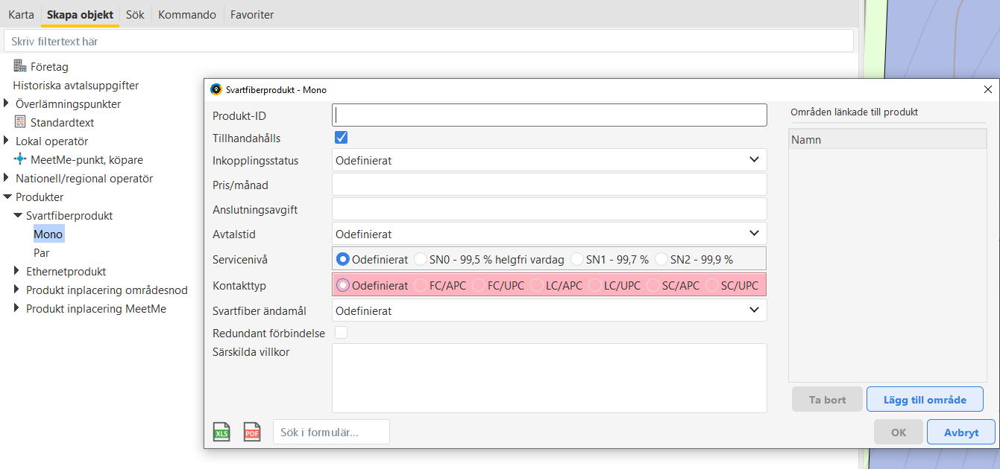 Karta Skapa objekt Sök Kommando Favoriter
Skriv filtertext här
Företag
Historiska avtalsuppgifter
Överlämningspunkter
Standardtext
Lokal operatör
MeetMe-punkt, köpare
Nationell/regional operatör
Produkter
Svartfiberprodukt
Mono
Par
Ethernetprodukt
Produkt inplacering områdesnod
Produkt inplacering MeetMe
Svartfiberprodukt - Mono
Produkt-ID
Tillhandahålls
Inkopplingsstatus Odefinierat
Pris/månad
Anslutningsavgift
Avtalstid Odefinierat
Servicenivå Odefinierat SN0 - 99,5 % helgfri vardag SN1 - 99,7 % SN2 - 99,9 %
Kontakttyp Odefinierat FC/APC FC/UPC LC/APC LC/UPC SC/APC SC/UPC
Svartfiber ändamål Odefinierat
Redundant förbindelse
Särskilda villkor
Områden länkade till produkt
Namn
Ta bort Lägg till område
XLS PDF Sök i formulär... OK Avbryt